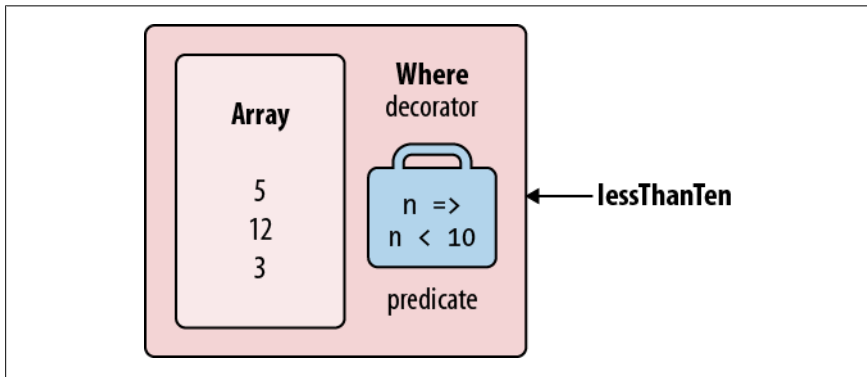 Array
5
12
3
Where
decorator
n =>
n < 10
predicate
lessThanTen